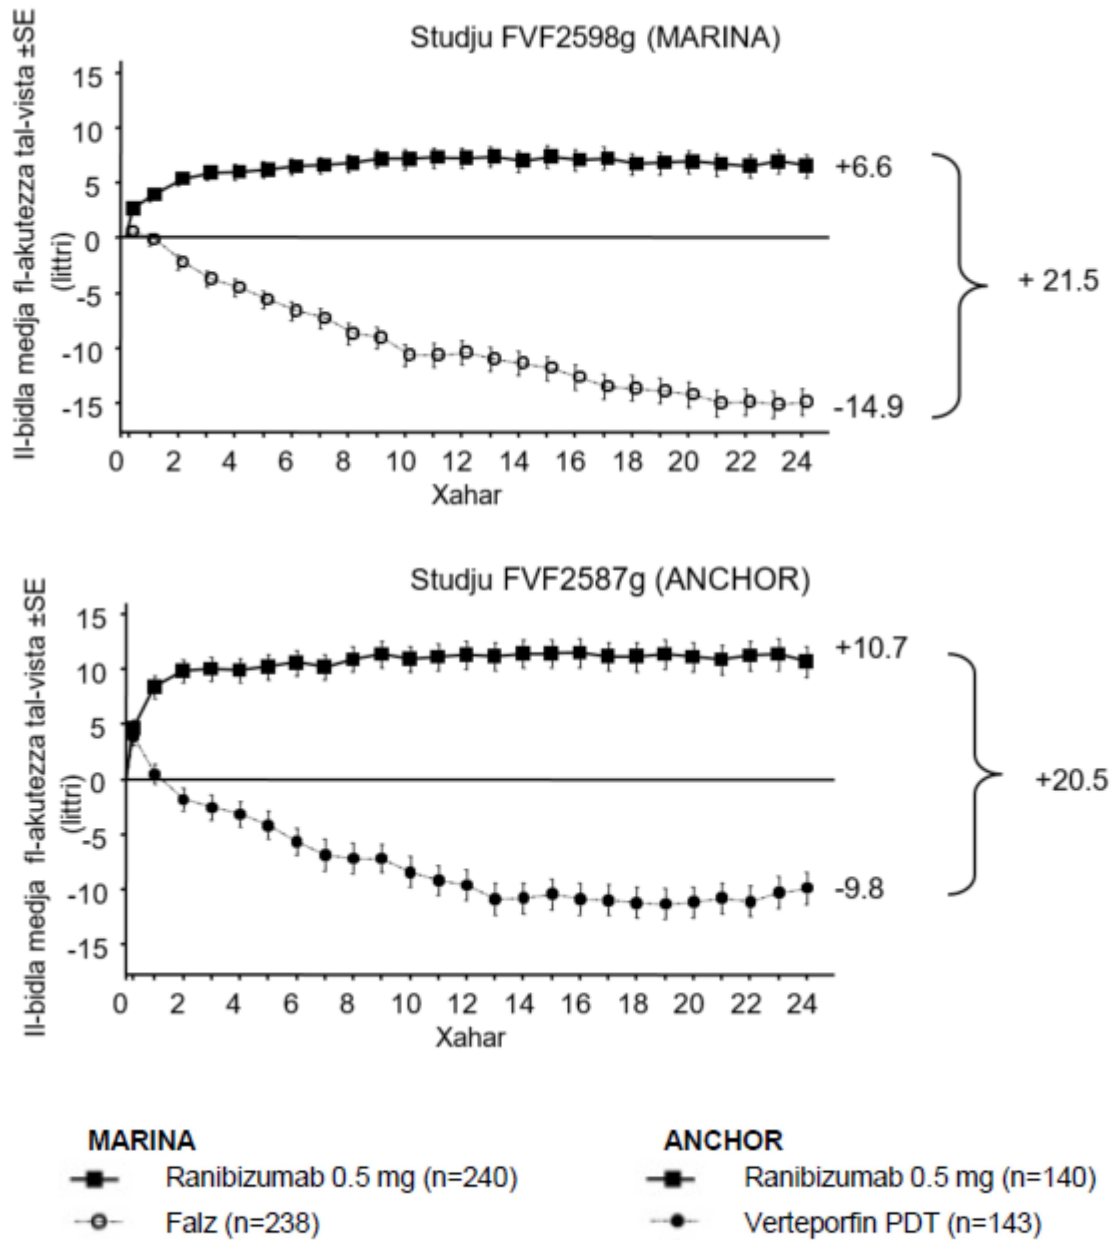 Studju FVF2598g (MARINA)
Il-bidla medja fl-akutezza tal-vista ±SE
(littri)
15
10
5
0
-5
-10
-15
+6.6
-14.9
+ 21.5
0 2 4 6 8 10 12 14 16 18 20 22 24
Xahar
Studju FVF2587g (ANCHOR)
Il-bidla medja fl-akutezza tal-vista ±SE
(littri)
15
10
5
0
-5
-10
-15
+10.7
-9.8
+20.5
0 2 4 6 8 10 12 14 16 18 20 22 24
Xahar
MARINA
Ranibizumab 0.5 mg (n=240)
Falz (n=238)
ANCHOR
Ranibizumab 0.5 mg (n=140)
Verteporfin PDT (n=143)